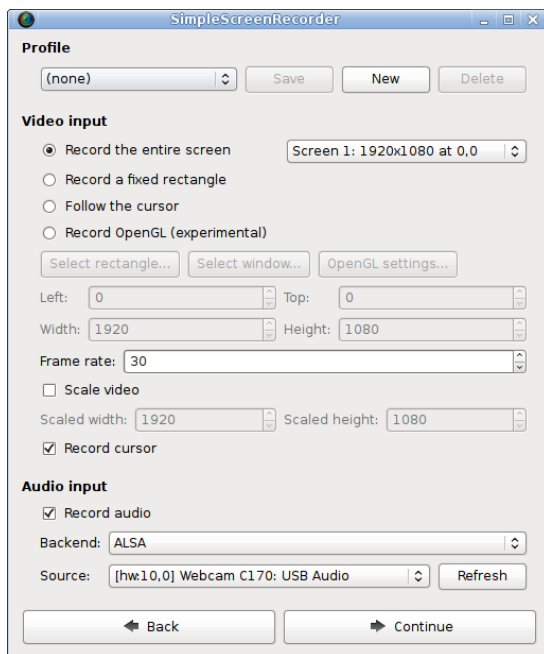 SimpleScreenRecorder
Profile
(none) Save New Delete
Video input
Record the entire screen Screen 1: 1920x1080 at 0,0
Record a fixed rectangle
Follow the cursor
Record OpenGL (experimental)
Select rectangle... Select window... OpenGL settings...
Left: 0 Top: 0
Width: 1920 Height: 1080
Frame rate: 30
Scale video
Scaled width: 1920 Scaled height: 1080
Record cursor
Audio input
Record audio
Backend: ALSA
Source: [hw:10,0] Webcam C170: USB Audio Refresh
Back Continue